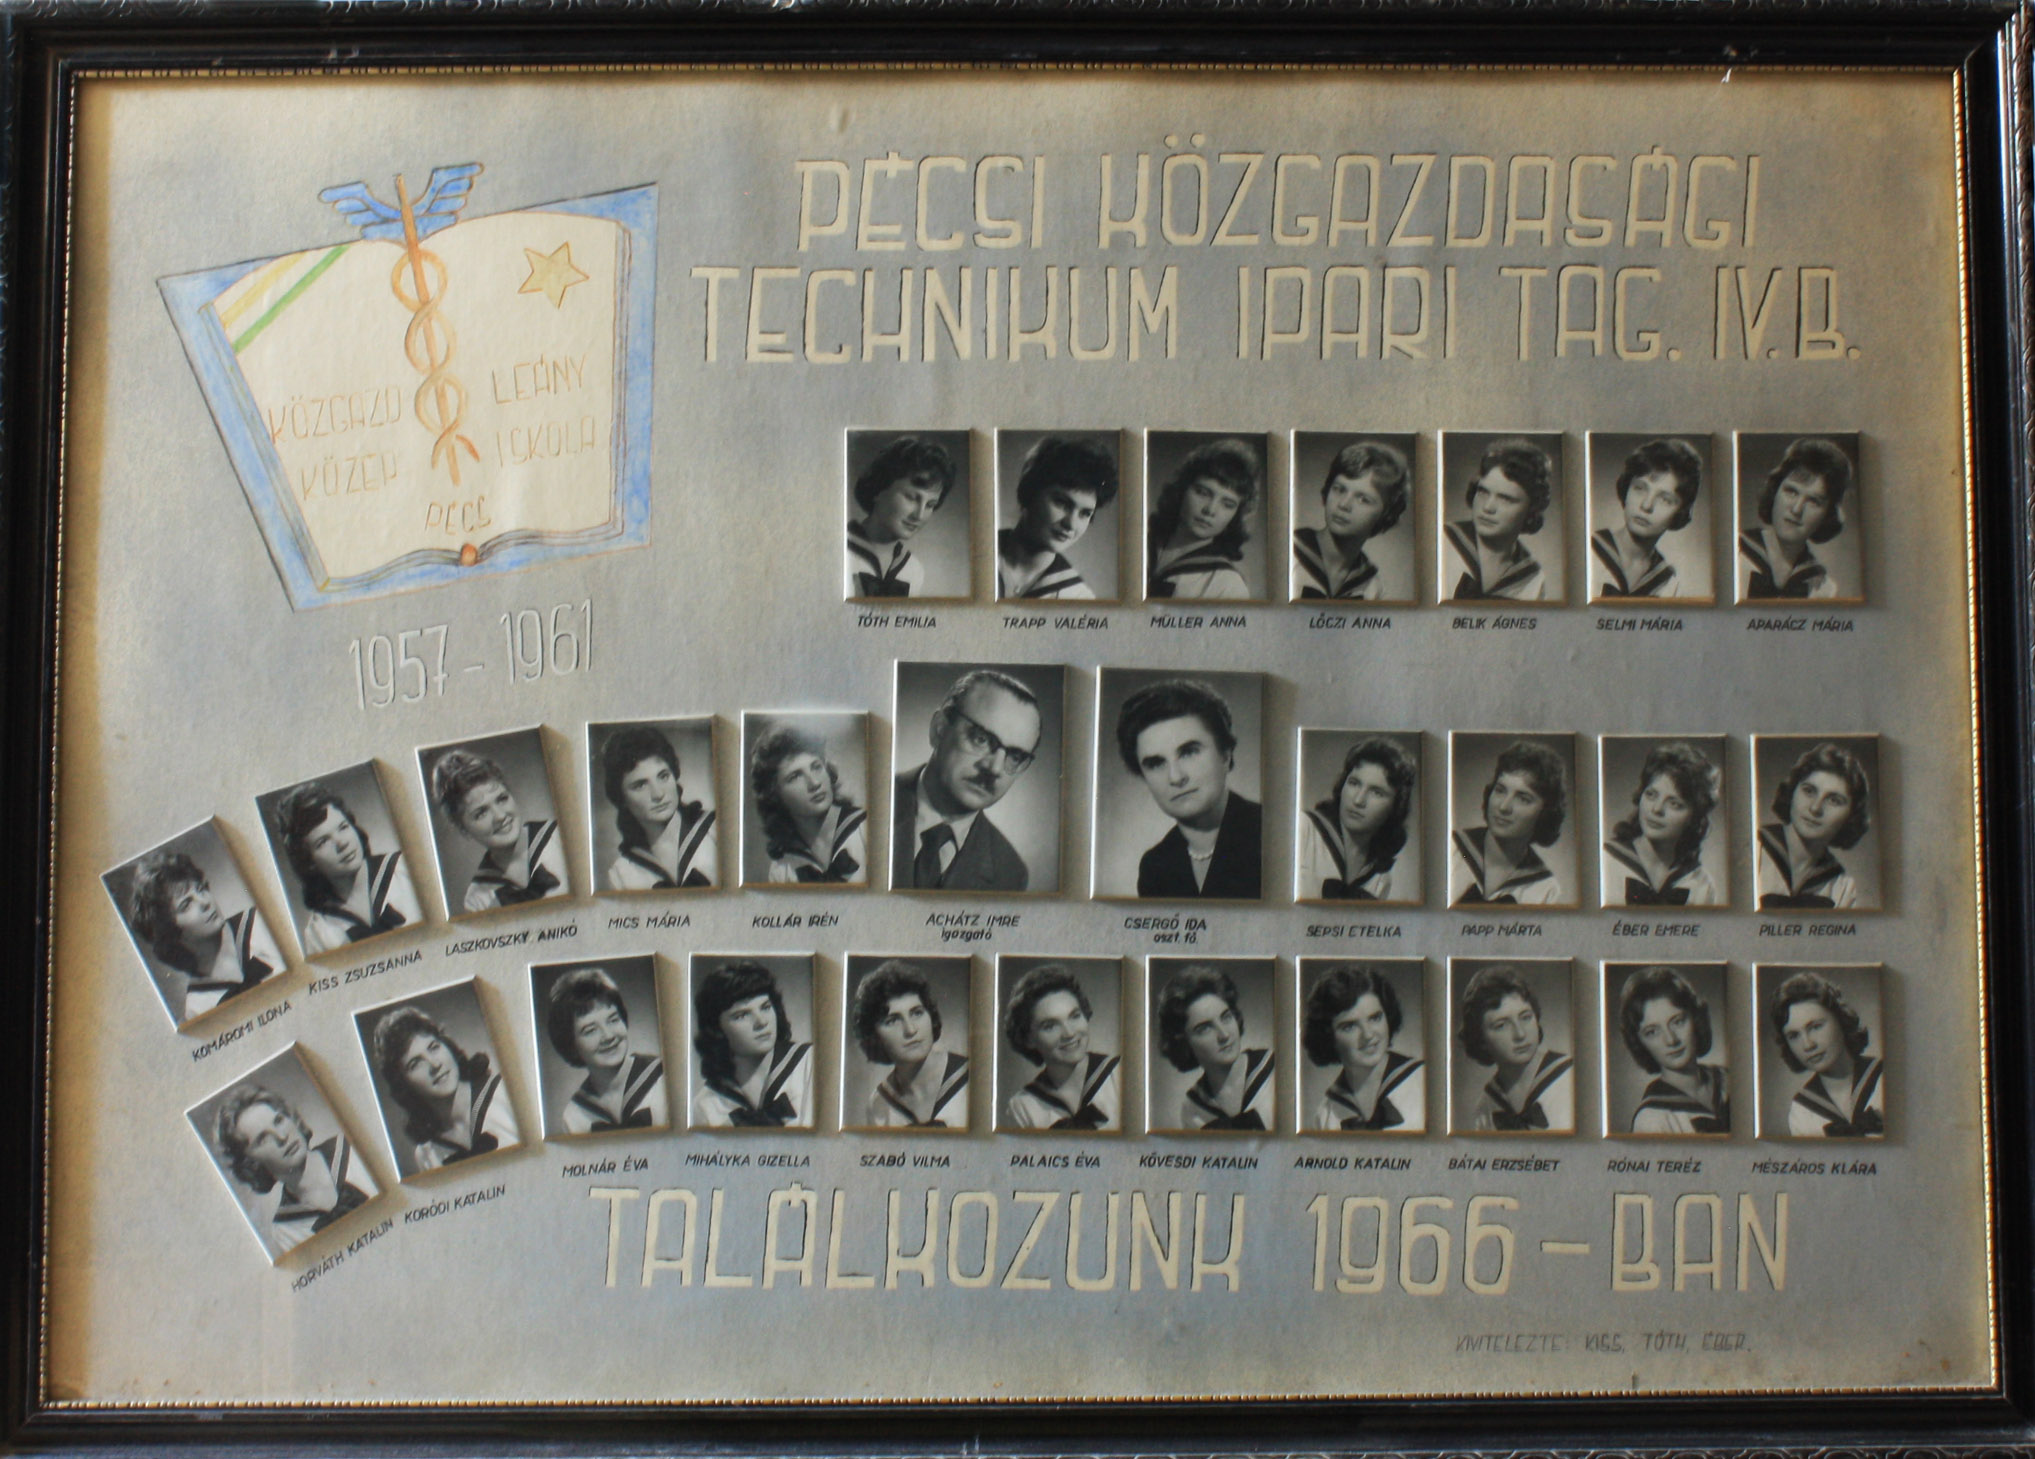 PÉCSI KÖZGAZDASÁGI
TECHNIKUM IPARI TAG. IV. B.
KÖZGAZD LEÁNY
KÖZÉP ISKOLA
PÉCS
1957 - 1961
TÓTH EMILIA TRAPP VALÉRIA MÜLLER ANNA LŐCZI ANNA BELIK ÁGNES SELMI MÁRIA APARÁCZ MÁRIA
KOMÁROMI ILONA KISS ZSUZSANNA LASZKOVSZKY ANIKÓ MICS MÁRIA KOLLÁR IRÉN ACHÁTZ IMRE CSERGŐ IDA SEPSI ETELKA PAPP MÁRTA ÉBER EMERE PILLER REGINA
igazgató oszt. fő.
HORVÁTH KATALIN KORÓDI KATALIN MOLNÁR ÉVA MIHÁLYKA GIZELLA SZABÓ VILMA PALAICS ÉVA KÖVESDI KATALIN ARNOLD KATALIN BÁTAI ERZSÉBET RÓNAI TERÉZ MÉSZÁROS KLÁRA
TALÁLKOZUNK 1966 - BAN
KIVITELEZTE: KISS, TÓTH, ÉBER.